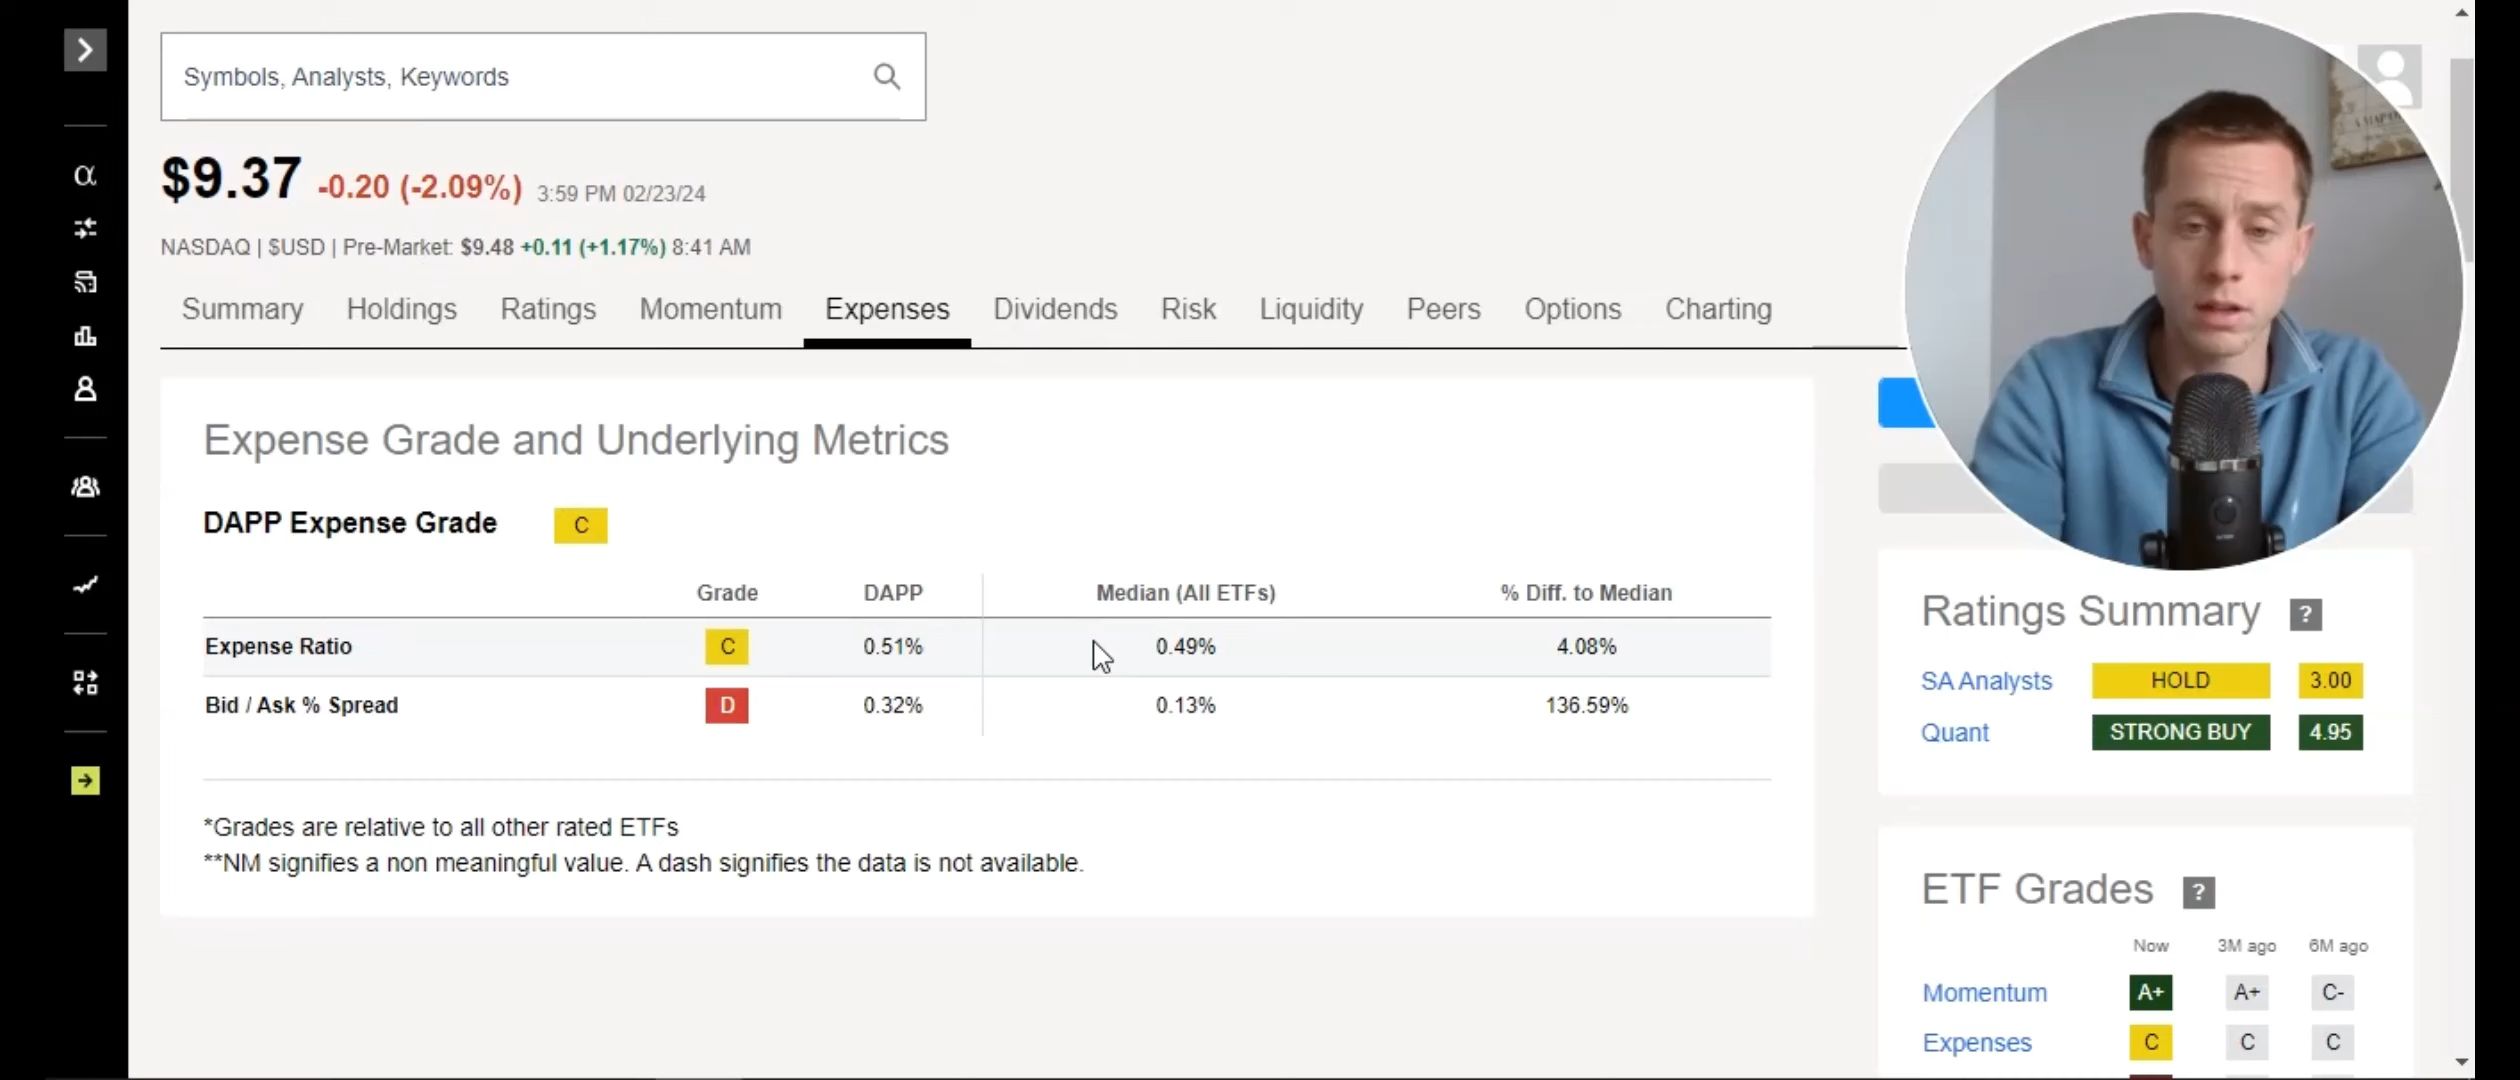 Symbols, Analysts, Keywords
$9.37 -0.20 (-2.09%) 3:59 PM 02/23/24
NASDAQ | $USD | Pre-Market: $9.48 +0.11 (+1.17%) 8:41 AM
Summary Holdings Ratings Momentum Expenses Dividends Risk Liquidity Peers Options Charting
Expense Grade and Underlying Metrics
DAPP Expense Grade C
Grade DAPP Median (All ETFs) % Diff. to Median
Expense Ratio C 0.51% 0.49% 4.08%
Bid / Ask % Spread D 0.32% 0.13% 136.59%
*Grades are relative to all other rated ETFs
**NM signifies a non meaningful value. A dash signifies the data is not available.
Ratings Summary ?
SA Analysts HOLD 3.00
Quant STRONG BUY 4.95
ETF Grades ?
Now 3M ago 6M ago
Momentum A+ A+ C-
Expenses C C C